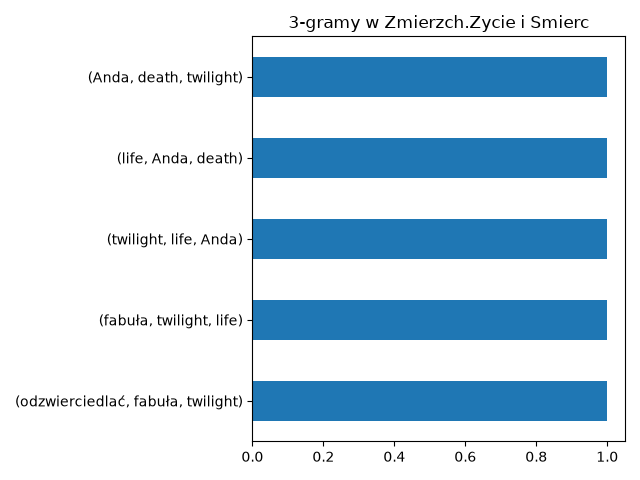 3-gramy w Zmierzch.Zycie i Smierc
(Anda, death, twilight)
(life, Anda, death)
(twilight, life, Anda)
(fabuła, twilight, life)
(odzwierciedlać, fabuła, twilight)
0.0 0.2 0.4 0.6 0.8 1.0